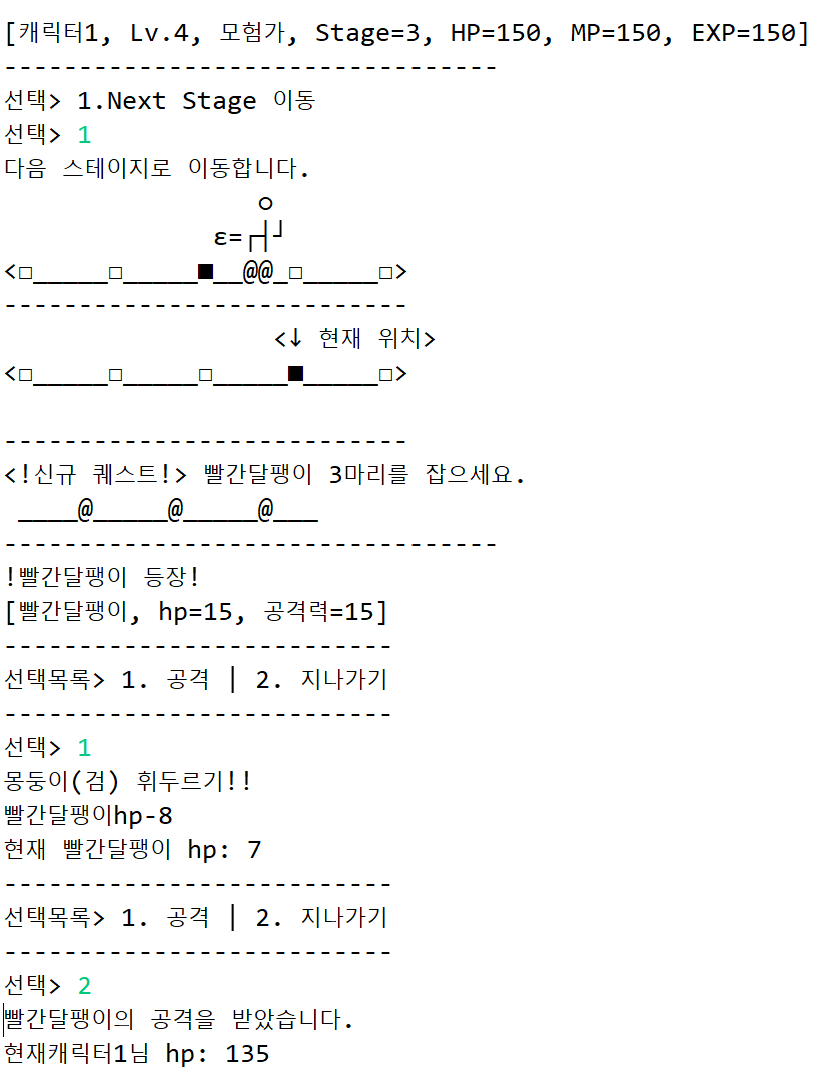 [캐릭터1, Lv.4, 모험가, Stage=3, HP=150, MP=150, EXP=150]
---------------------------------
선택> 1.Next Stage 이동
선택> 1
다음 스테이지로 이동합니다.
                 ㅇ
              ε=┌┤┘
<□_____□_____■__@@_□_____□>
---------------------------
                  <↓ 현재 위치>
<□_____□_____□_____■_____□>
---------------------------
<!신규 퀘스트!> 빨간달팽이 3마리를 잡으세요.
 ____@_____@_____@___
---------------------------------
!빨간달팽이 등장!
[빨간달팽이, hp=15, 공격력=15]
--------------------------
선택목록> 1. 공격 | 2. 지나가기
--------------------------
선택> 1
몽둥이(검) 휘두르기!!
빨간달팽이hp-8
현재 빨간달팽이 hp: 7
--------------------------
선택목록> 1. 공격 | 2. 지나가기
--------------------------
선택> 2
빨간달팽이의 공격을 받았습니다.
현재캐릭터1님 hp: 135